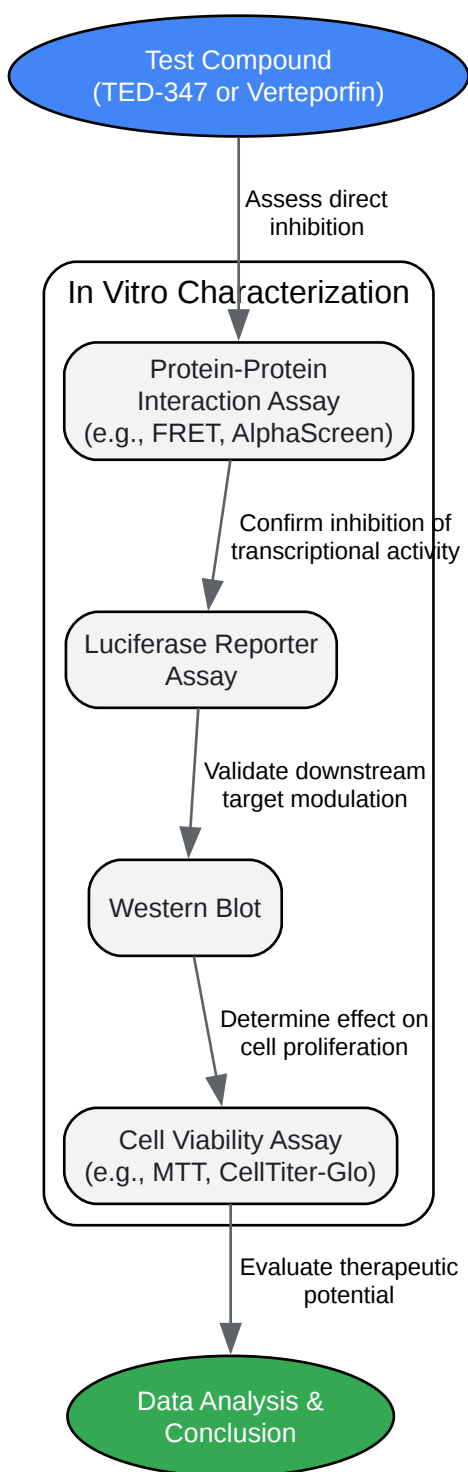 Test Compound
(TED-347 or Verteporfin)
Assess direct
inhibition
In Vitro Characterization
Protein-Protein
Interaction Assay
(e.g., FRET, AlphaScreen)
Confirm inhibition of
transcriptional activity
Luciferase Reporter
Assay
Validate downstream
target modulation
Western Blot
Determine effect on
cell proliferation
Cell Viability Assay
(e.g., MTT, CellTiter-Glo)
Evaluate therapeutic
potential
Data Analysis &
Conclusion